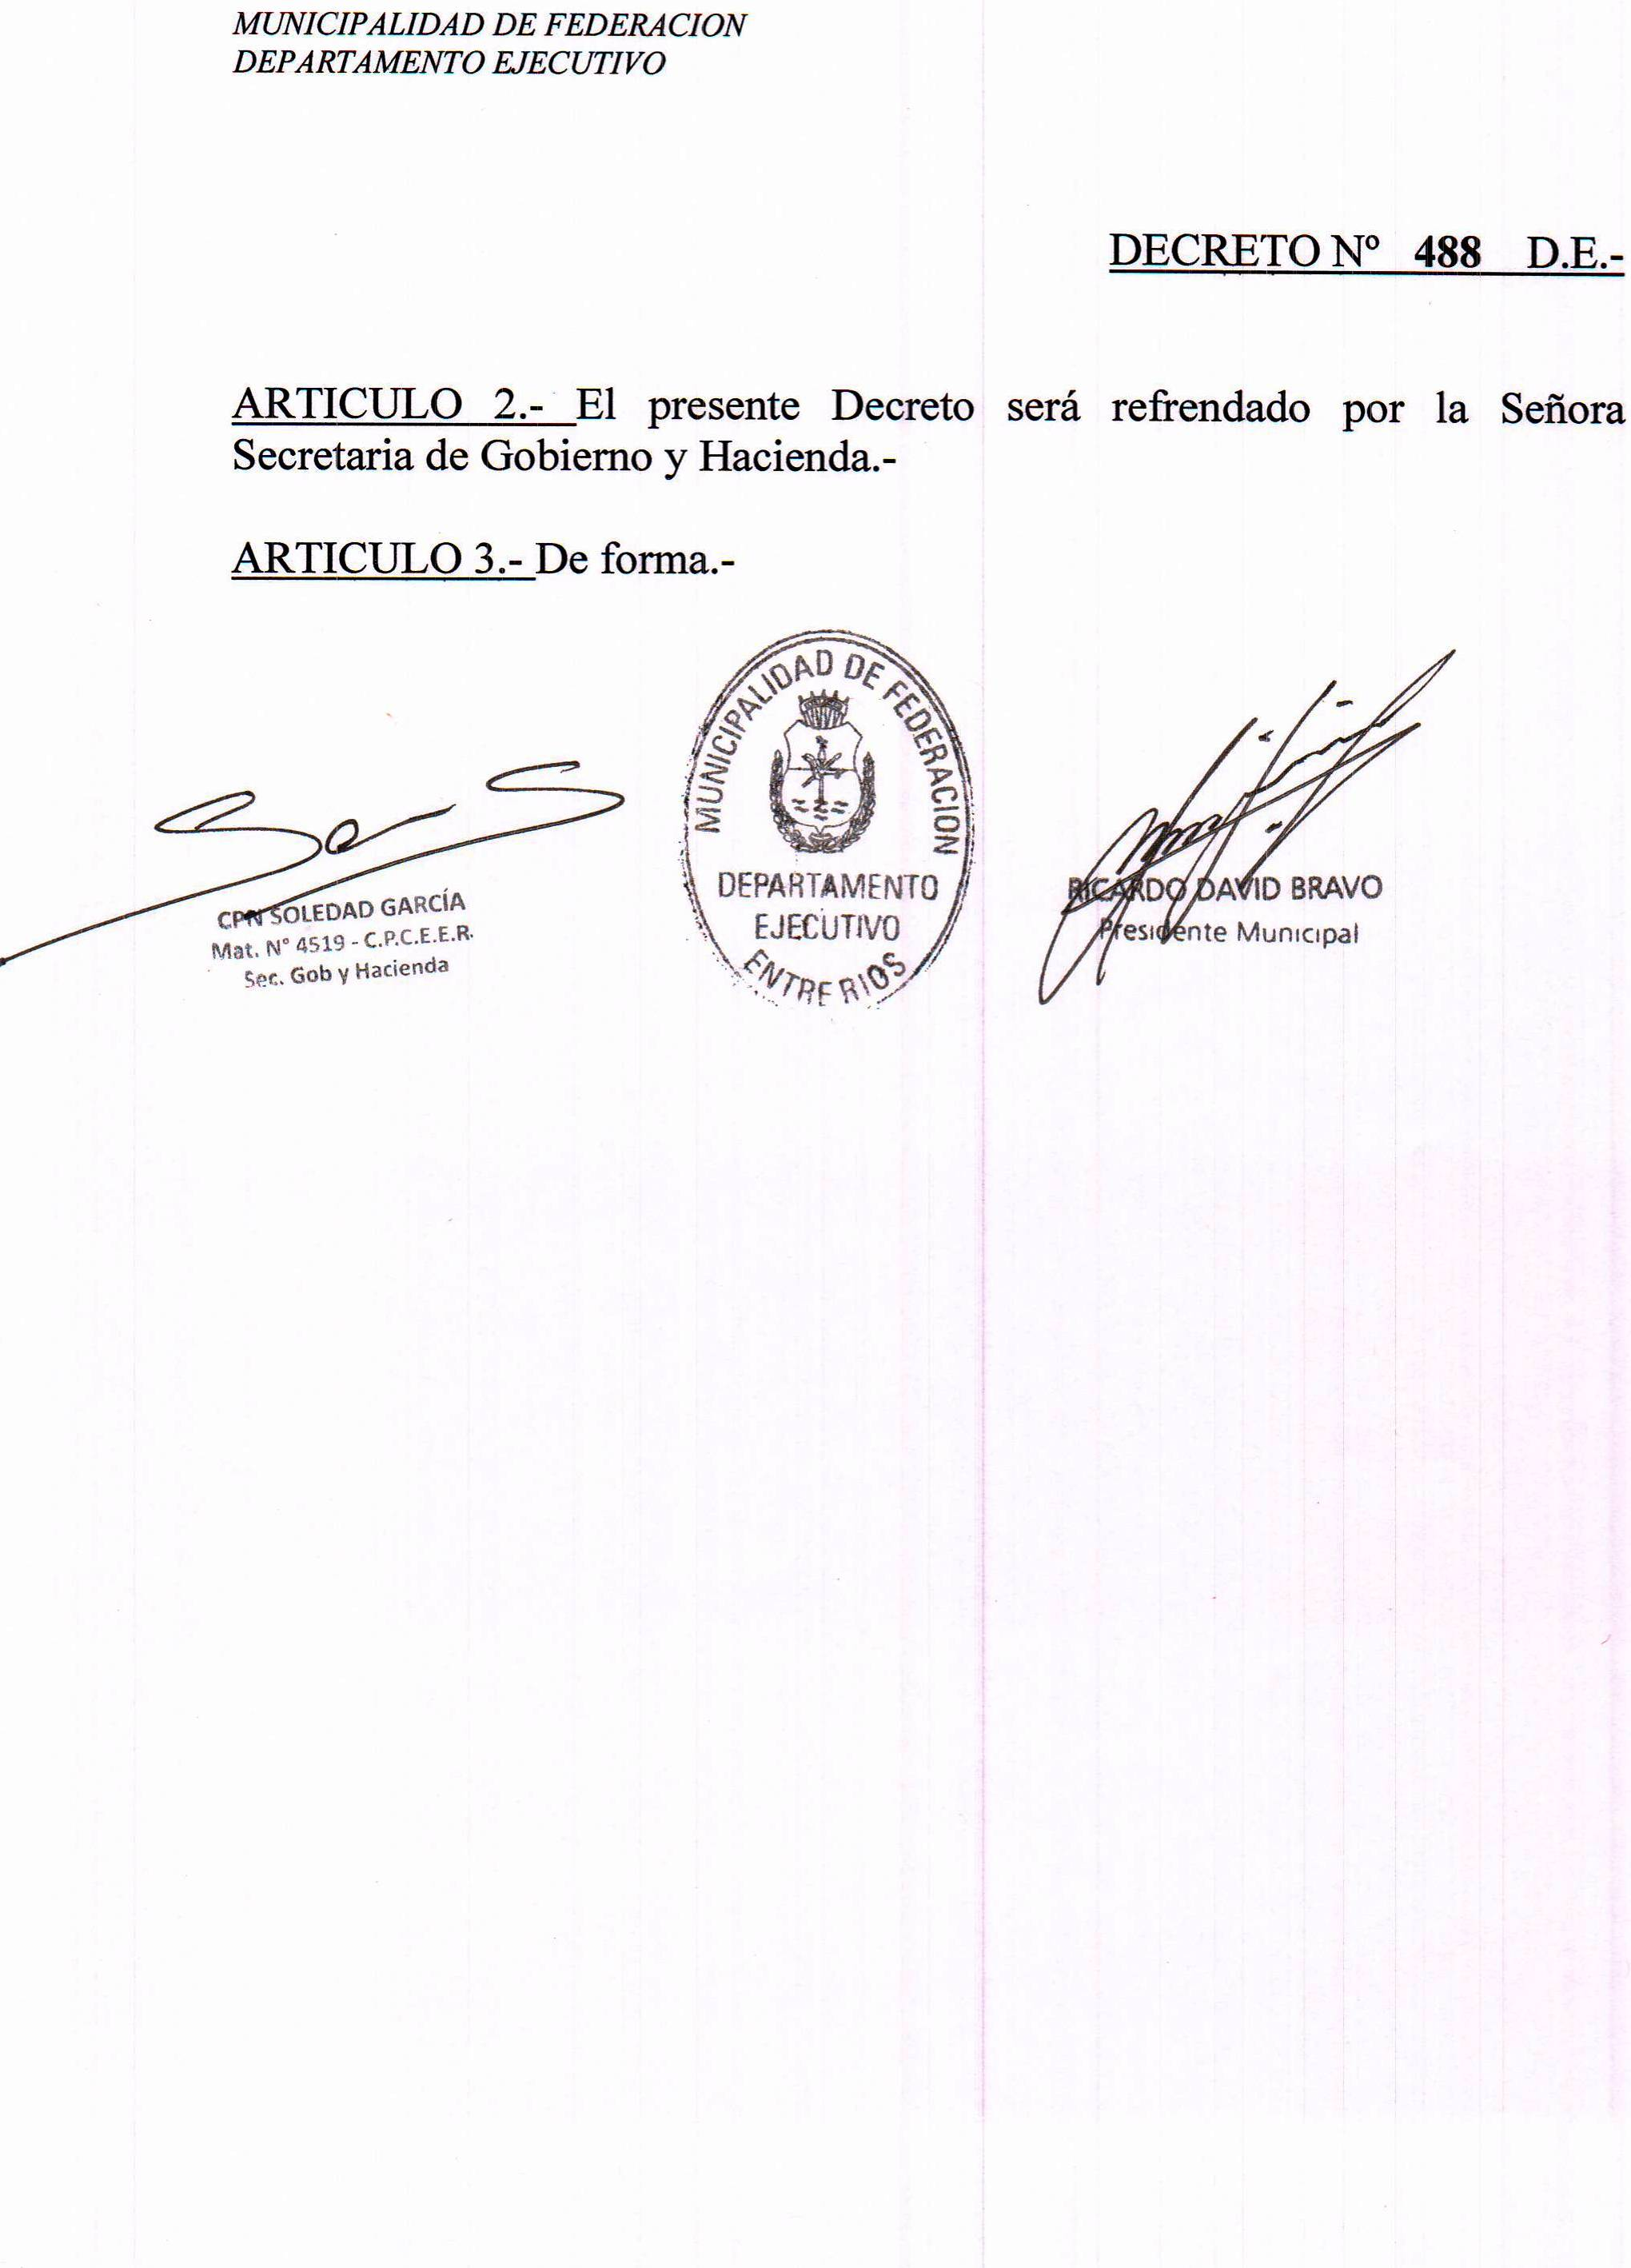 MUNICIPALIDAD DE FEDERACION
DEPARTAMENTO EJECUTIVO
DECRETO Nº 488 D.E.-
ARTICULO 2.- El presente Decreto será refrendado por la Señora
Secretaria de Gobierno y Hacienda.-
ARTICULO 3.- De forma.-
MUNICIPALIDAD DE FEDERACION
DEPARTAMENTO
EJECUTIVO
ENTRE RIOS
CPN SOLEDAD GARCÍA
Mat. N° 4519 - C.P.C.E.E.R.
Sec. Gob y Hacienda
RICARDO DAVID BRAVO
Presidente Municipal